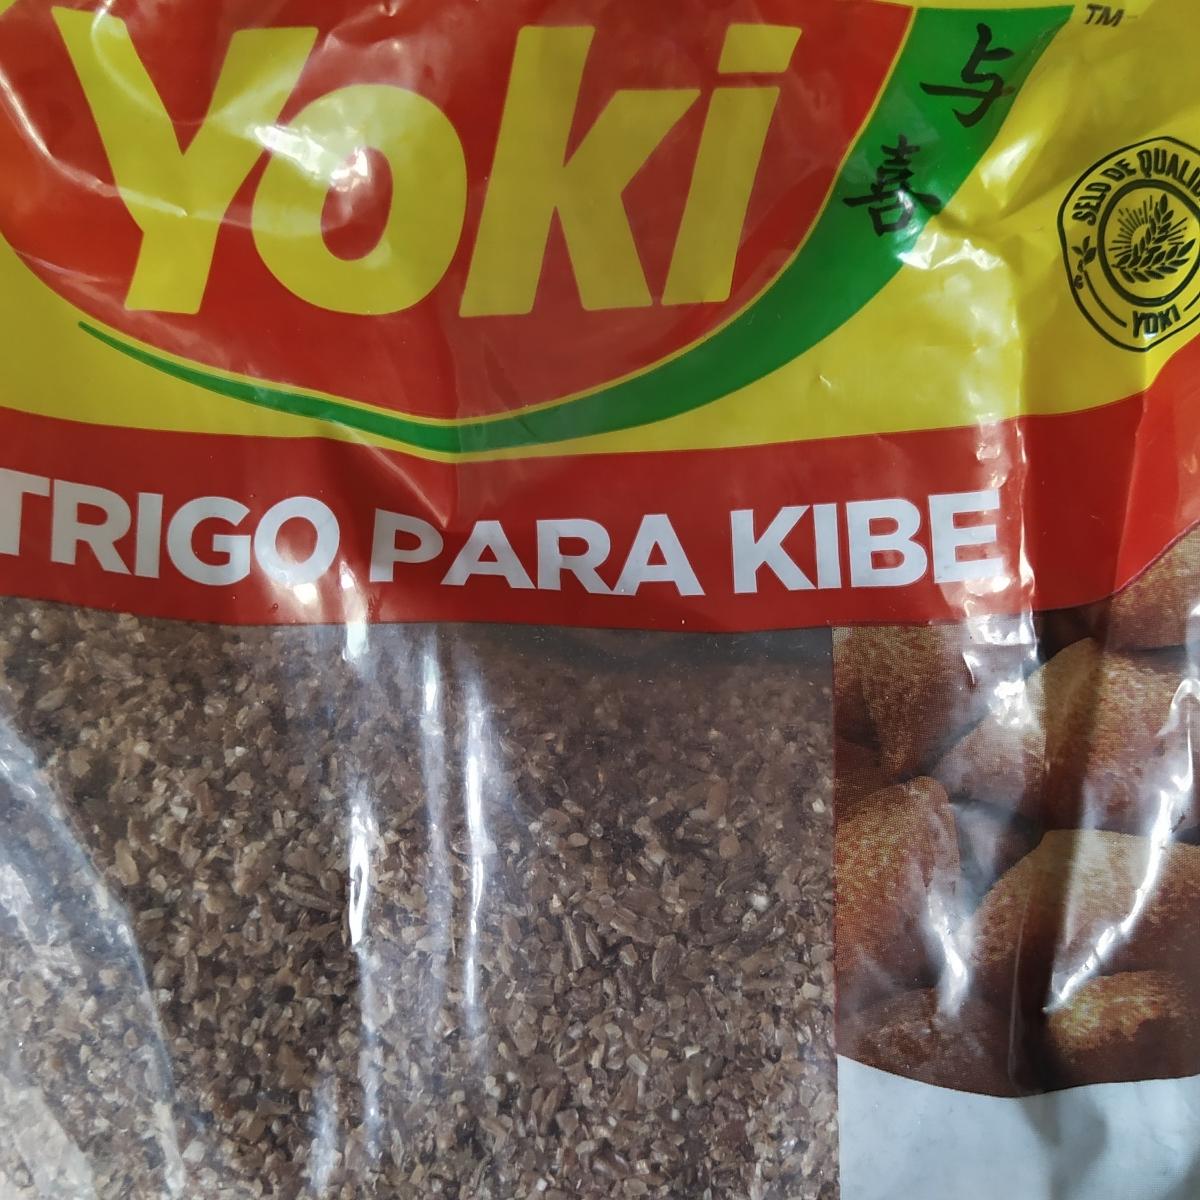 Yoki
TM
与
喜
SELO DE QUALI
YOKI
TRIGO PARA KIBE